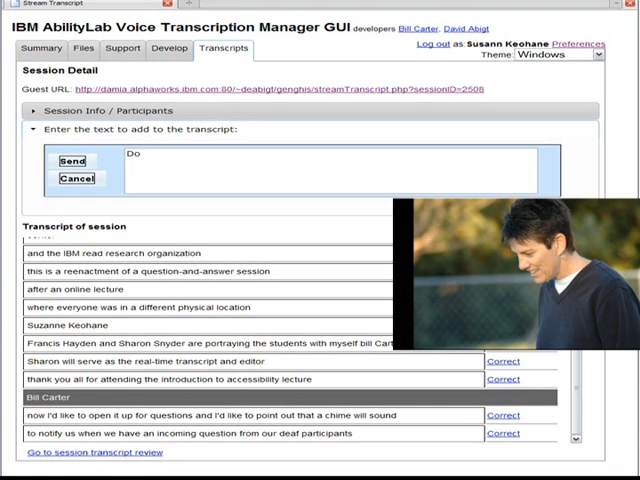 Stream Transcript
IBM AbilityLab Voice Transcription Manager GUI developers Bill Carter, David Abigt
Summary Files Support Develop Transcripts
Log out as:Susann Keohane Preferences
Theme: Windows
Session Detail
Guest URL: http://damia.alphaworks.ibm.com:80/~deabigt/genghis/streamTranscript.php?sessionID=2508
Session Info / Participants
Enter the text to add to the transcript:
Send
Cancel
Do
Transcript of session
and the IBM read research organization
this is a reenactment of a question-and-answer session
after an online lecture
where everyone was in a different physical location
Suzanne Keohane
Francis Hayden and Sharon Snyder are portraying the students with myself bill
Sharon will serve as the real-time transcript and editor Correct
thank you all for attending the introduction to accessibility lecture Correct
Bill Carter
now I'd like to open it up for questions and I'd like to point out that a chime will sound Correct
to notify us when we have an incoming question from our deaf participants Correct
Go to session transcript review